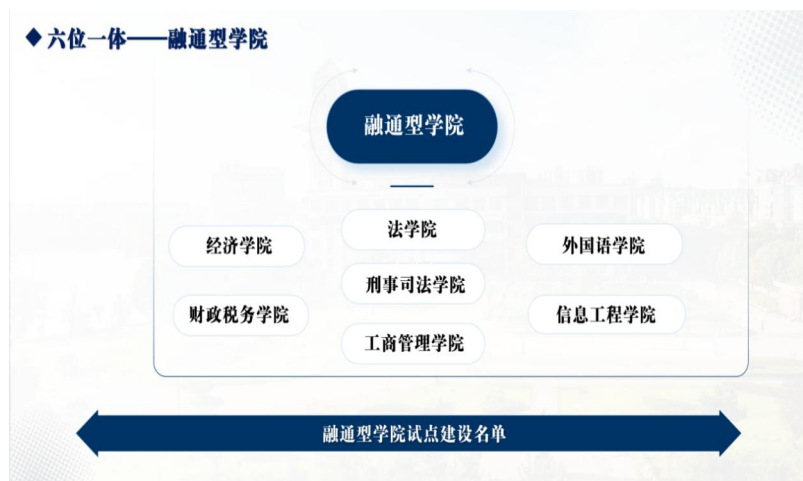 六位一体——融通型学院
融通型学院
经济学院
法学院
外国语学院
刑事司法学院
财政税务学院
信息工程学院
工商管理学院
融通型学院试点建设名单